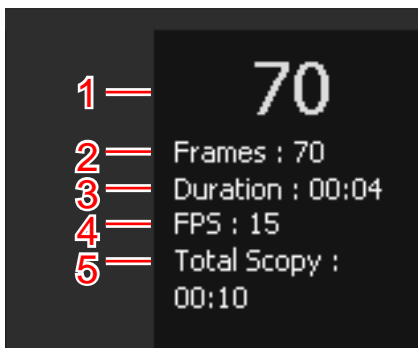 1 70
2 Frames : 70
3 Duration : 00:04
4 FPS : 15
5 Total Scopy :
00:10